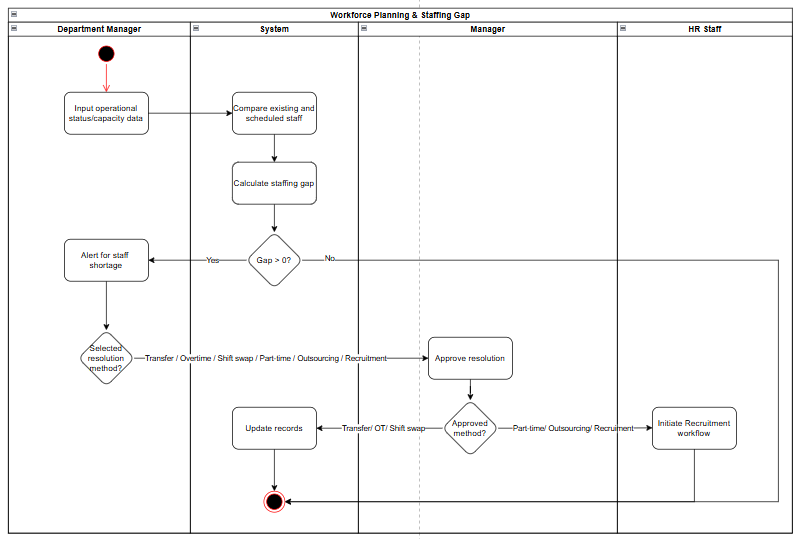 Workforce Planning & Staffing Gap
Department Manager
System
Manager
HR Staff
Input operational
status/capacity data
Compare existing and
scheduled staff
Calculate staffing gap
Alert for staff
shortage
Yes
Gap > 0?
No
Selected
resolution
method?
Transfer / Overtime / Shift swap / Part-time / Outsourcing / Recruitment
Approve resolution
Update records
Transfer/ OT/ Shift swap
Approved
method?
Part-time/ Outsourcing/ Recruiment
Initiate Recruitment
workflow